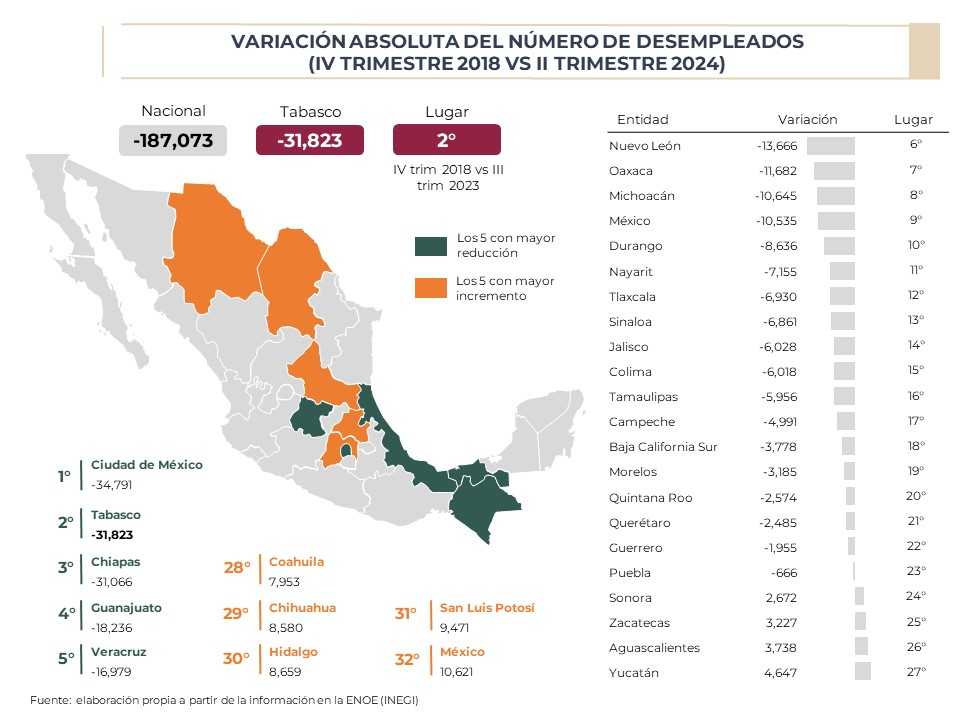 VARIACIÓN ABSOLUTA DEL NÚMERO DE DESEMPLEADOS
(IV TRIMESTRE 2018 VS II TRIMESTRE 2024)
Nacional
-187,073
Tabasco
-31,823
Lugar
2°
IV trim 2018 vs III
trim 2023
Los 5 con mayor
reducción
Los 5 con mayor
incremento
1° Ciudad de México
-34,791
2° Tabasco
-31,823
3° Chiapas
-31,066
4° Guanajuato
-18,236
5° Veracruz
-16,979
28° Coahuila
7,953
29° Chihuahua
8,580
30° Hidalgo
8,659
31° San Luis Potosí
9,471
32° México
10,621
Entidad Variación Lugar
Nuevo León -13,666 6°
Oaxaca -11,682 7°
Michoacán -10,645 8°
México -10,535 9°
Durango -8,636 10°
Nayarit -7,155 11°
Tlaxcala -6,930 12°
Sinaloa -6,861 13°
Jalisco -6,028 14°
Colima -6,018 15°
Tamaulipas -5,956 16°
Campeche -4,991 17°
Baja California Sur -3,778 18°
Morelos -3,185 19°
Quintana Roo -2,574 20°
Querétaro -2,485 21°
Guerrero -1,955 22°
Puebla -666 23°
Sonora 2,672 24°
Zacatecas 3,227 25°
Aguascalientes 3,738 26°
Yucatán 4,647 27°
Fuente: elaboración propia a partir de la información en la ENOE (INEGI)